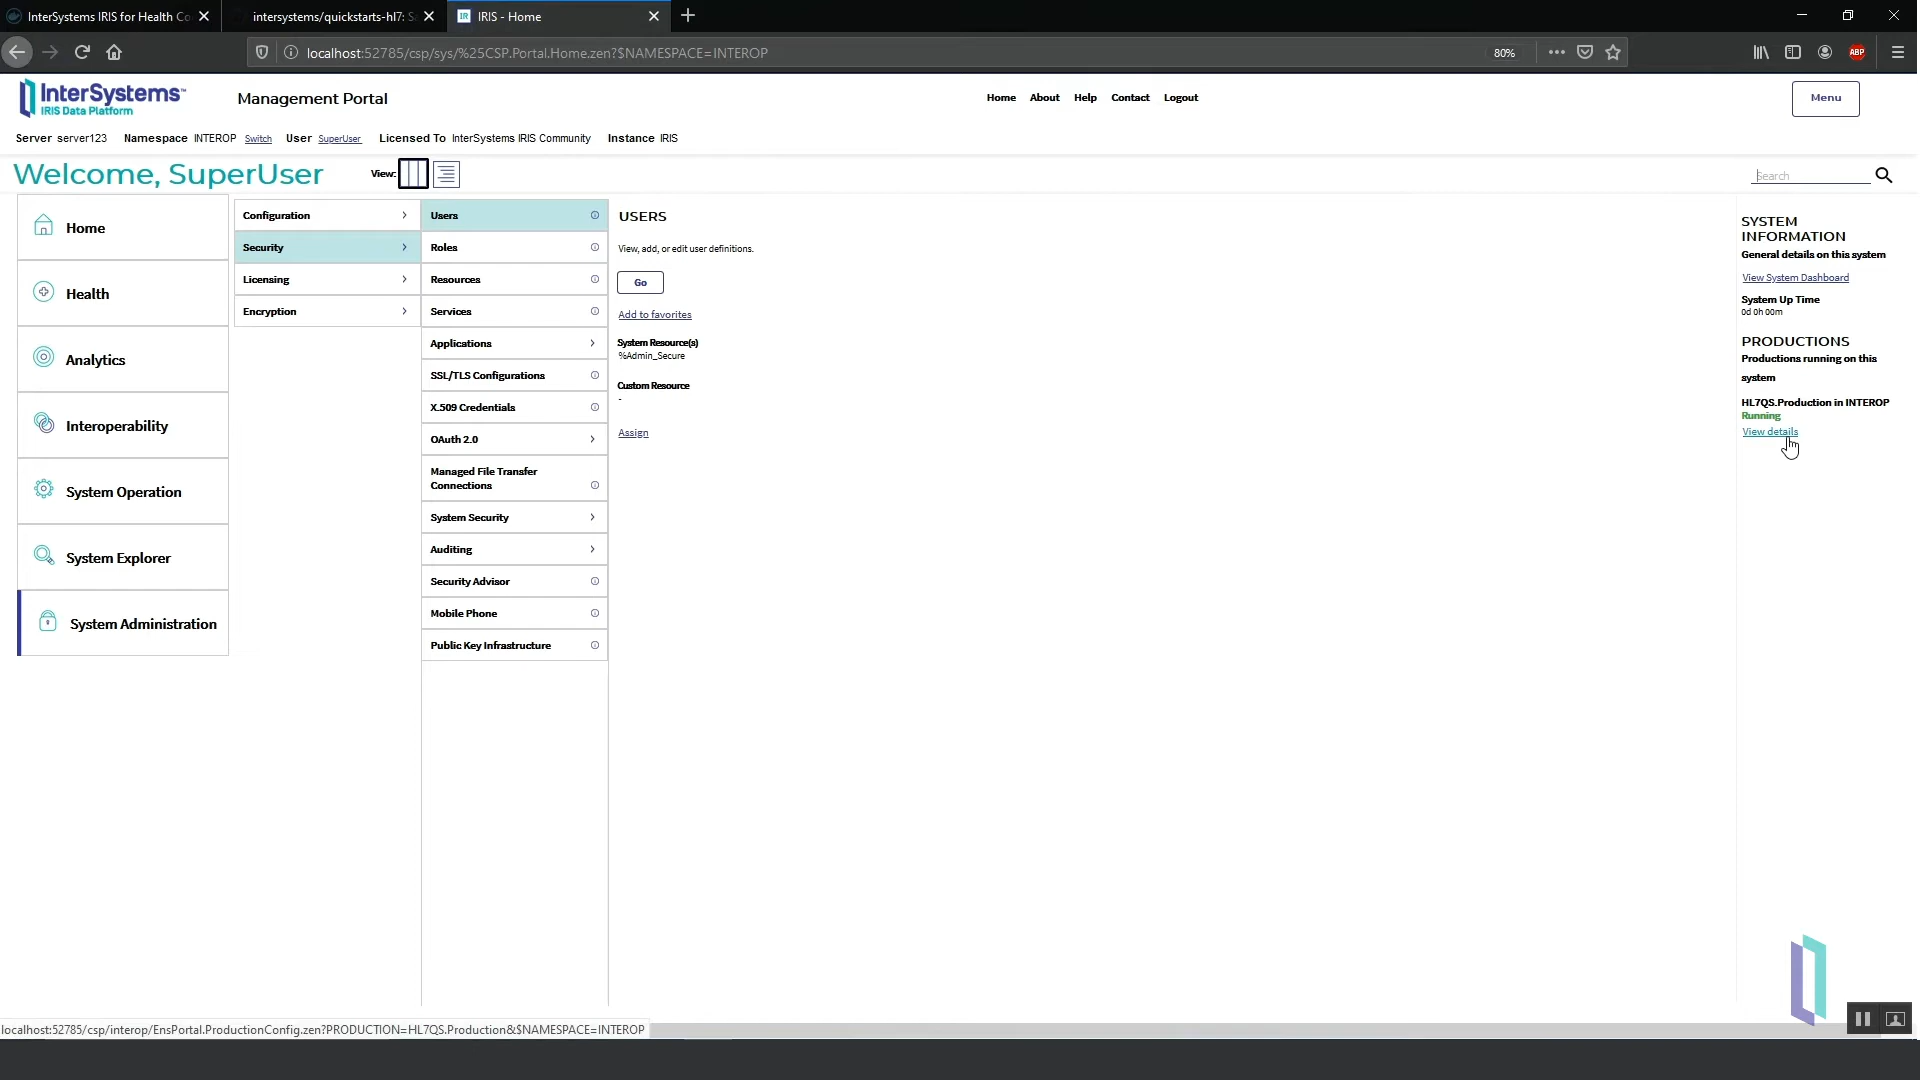 InterSystems IRIS for Health Co
intersystems/quickstarts-hl7: S
IRIS - Home
localhost:52785/csp/sys/%25CSP.Portal.Home.zen?$NAMESPACE=INTEROP
80%
ABP
InterSystems™
IRIS Data Platform
Management Portal
Home About Help Contact Logout
Menu
Server server123 Namespace INTEROP Switch User SuperUser Licensed To InterSystems IRIS Community Instance IRIS
Welcome, SuperUser
View:
Search
Home
Health
Analytics
Interoperability
System Operation
System Explorer
System Administration
Configuration
Security
Licensing
Encryption
Users
Roles
Resources
Services
Applications
SSL/TLS Configurations
X.509 Credentials
OAuth 2.0
Managed File Transfer
Connections
System Security
Auditing
Security Advisor
Mobile Phone
Public Key Infrastructure
USERS
View, add, or edit user definitions.
Go
Add to favorites
System Resource(s)
%Admin_Secure
Custom Resource
-
Assign
SYSTEM
INFORMATION
General details on this system
View System Dashboard
System Up Time
0d 0h 00m
PRODUCTIONS
Productions running on this
system
HL7QS.Production in INTEROP
Running
View details
localhost:52785/csp/interop/EnsPortal.ProductionConfig.zen?PRODUCTION=HL7QS.Production&$NAMESPACE=INTEROP